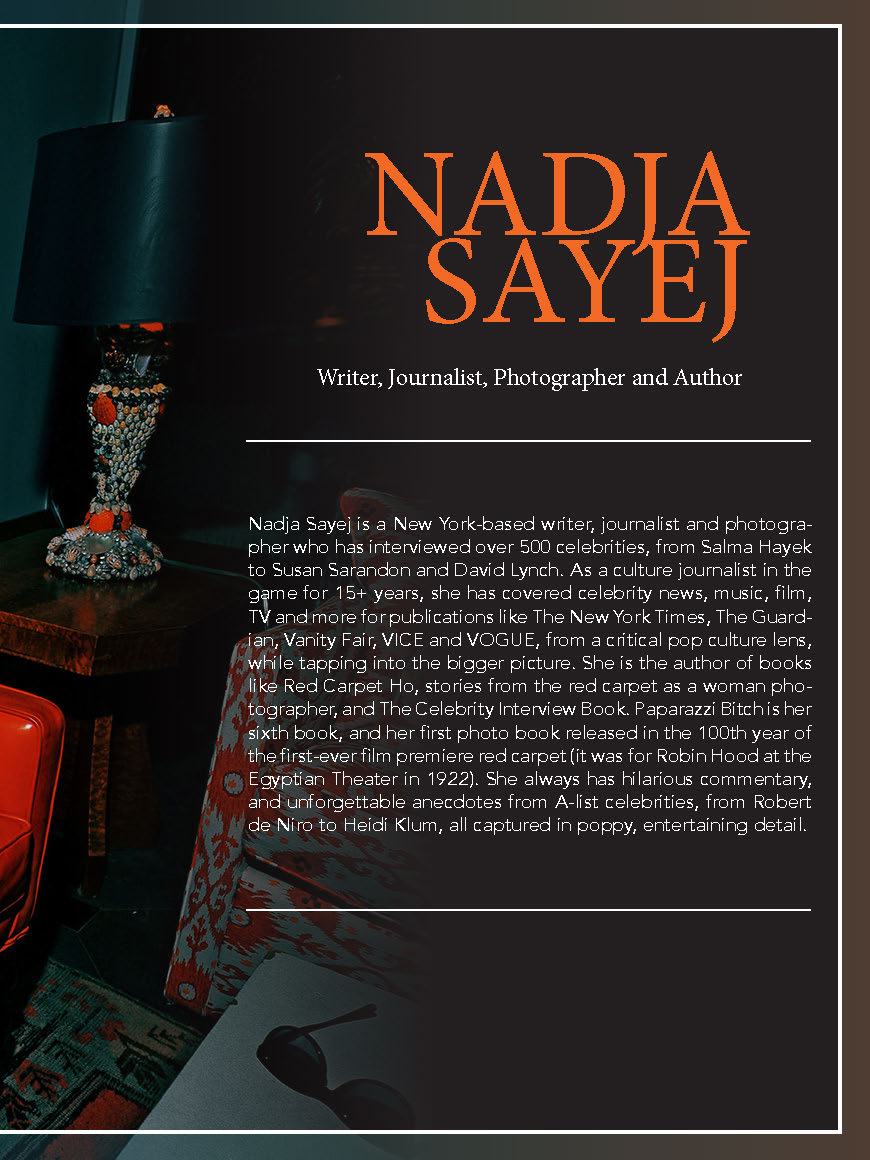 NADJA
SAYEJ
Writer, Journalist, Photographer and Author
Nadja Sayej is a New York-based writer, journalist and photogra-
pher who has interviewed over 500 celebrities, from Salma Hayek
to Susan Sarandon and David Lynch. As a culture journalist in the
game for 15+ years, she has covered celebrity news, music, film,
TV and more for publications like The New York Times, The Guard-
ian, Vanity Fair, VICE and VOGUE, from a critical pop culture lens,
while tapping into the bigger picture. She is the author of books
like Red Carpet Ho, stories from the red carpet as a woman pho-
tographer, and The Celebrity Interview Book. Paparazzi Bitch is her
sixth book, and her first photo book released in the 100th year of
the first-ever film premiere red carpet (it was for Robin Hood at the
Egyptian Theater in 1922). She always has hilarious commentary,
and unforgettable anecdotes from A-list celebrities, from Robert
de Niro to Heidi Klum, all captured in poppy, entertaining detail.